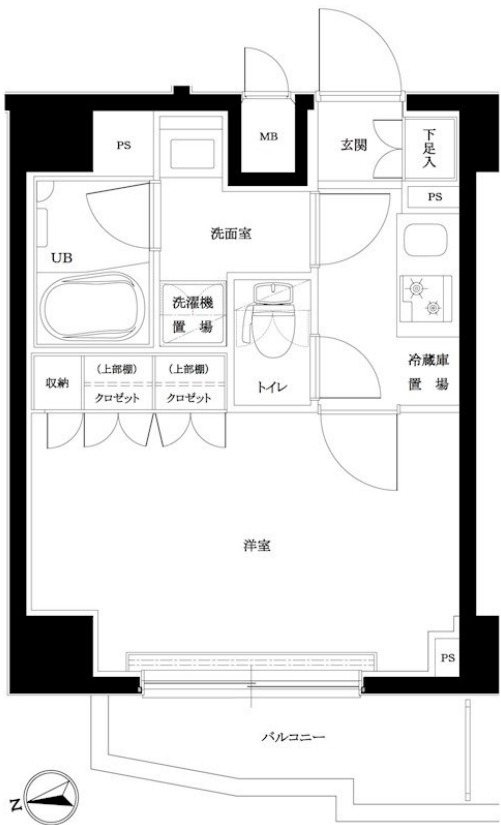 PS
MB
玄関
下足入
PS
洗面室
UB
洗濯機
置場
冷蔵庫
置場
トイレ
収納
(上部棚)
クロゼット
(上部棚)
クロゼット
洋室
PS
バルコニー
N